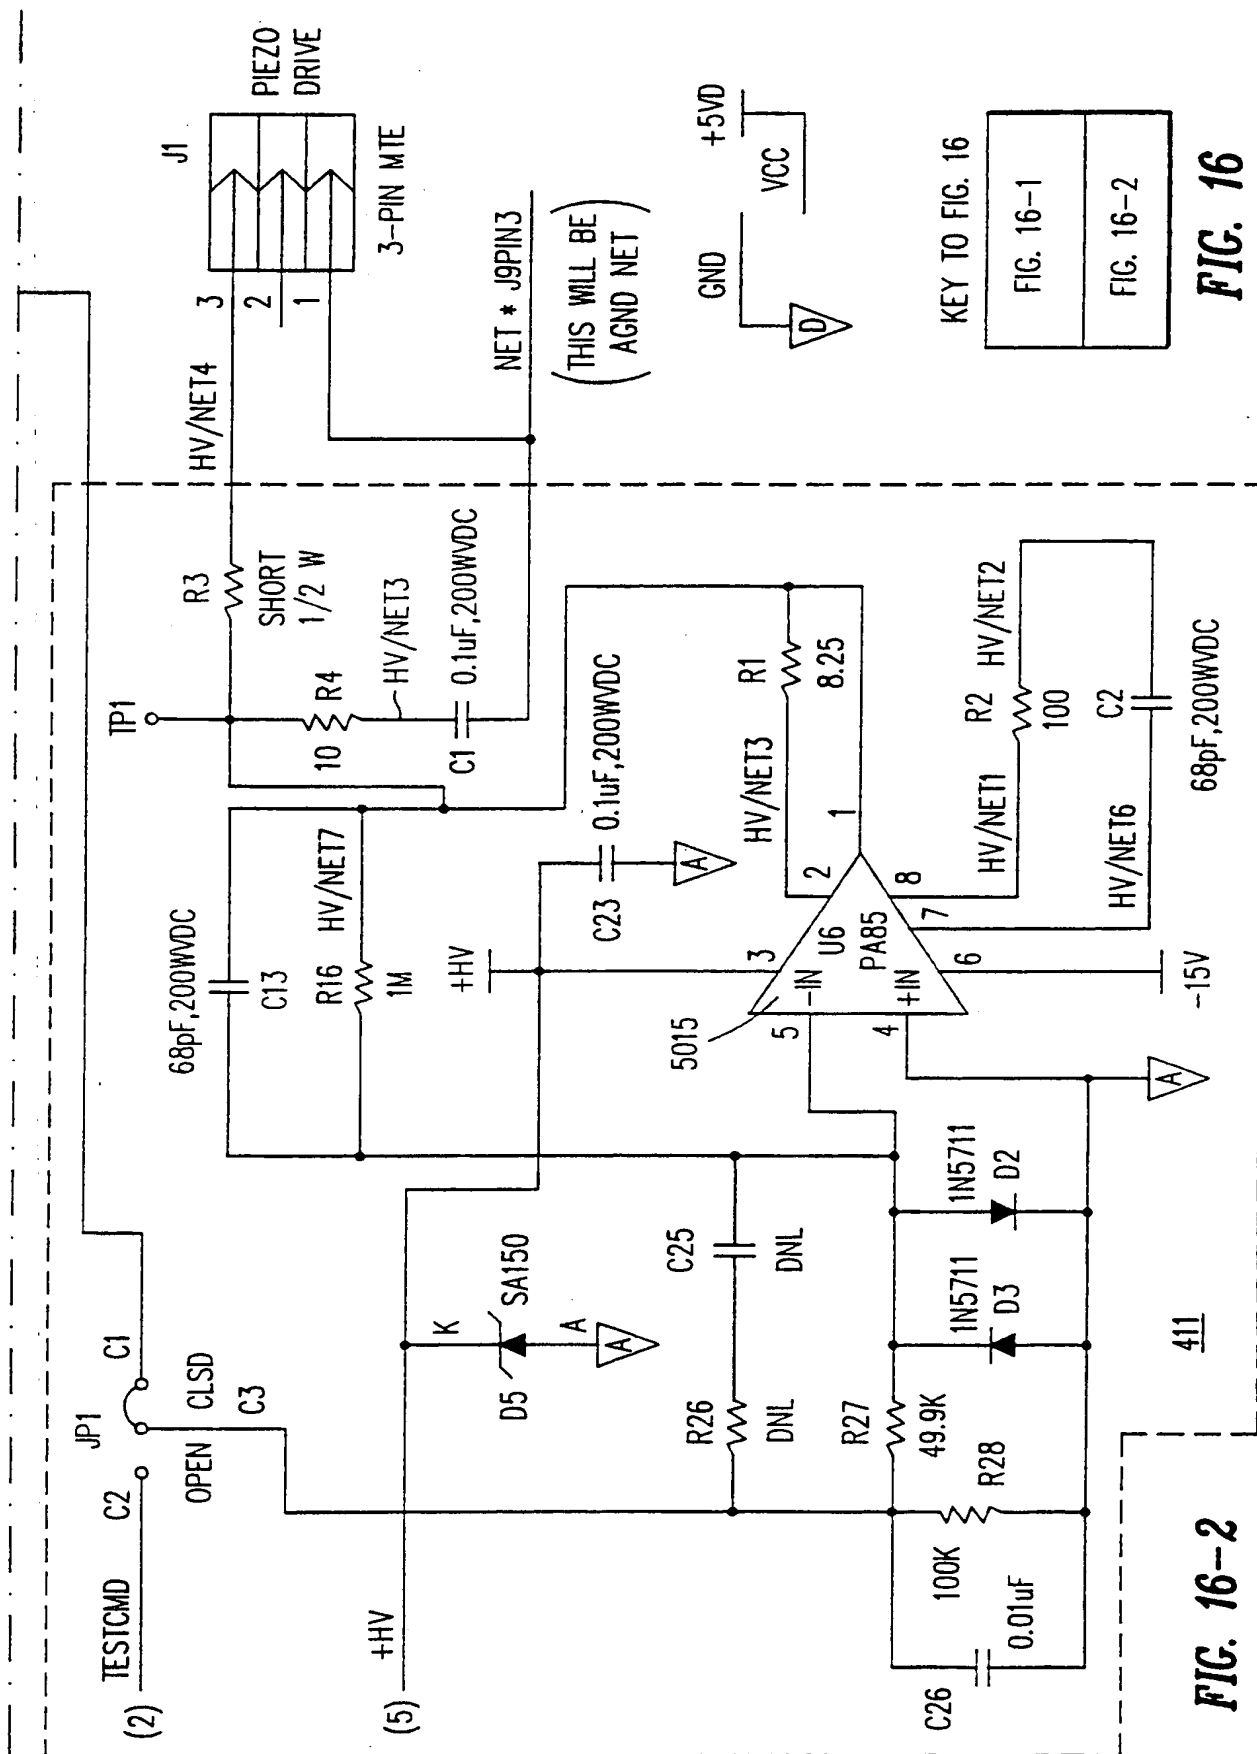 (2)
TESTCMD
C2
JP1
C1
OPEN
CLSD
C3
TP1
J1
PIEZO
DRIVE
3
2
1
3-PIN MTE
HV/NET4
R3
SHORT
1/2 W
R4
10
HV/NET3
C1
0.1uF,200WVDC
NET * J9PIN3
(THIS WILL BE
AGND NET)
68pF,200WVDC
C13
R16
1M
HV/NET7
(5)
+HV
+HV
K
D5
SA150
A
A
C23
0.1uF,200WVDC
A
GND
+5VD
VCC
D
R26
DNL
C25
DNL
5015
3
U6
PA85
-IN
+IN
5
4
2
1
8
7
6
HV/NET3
R1
8.25
HV/NET1
R2
100
HV/NET2
HV/NET6
C2
68pF,200WVDC
-15V
A
R27
49.9K
1N5711
D3
1N5711
D2
100K
R28
C26
0.01uF
411
KEY TO FIG. 16
FIG. 16-1
FIG. 16-2
FIG. 16-2
FIG. 16